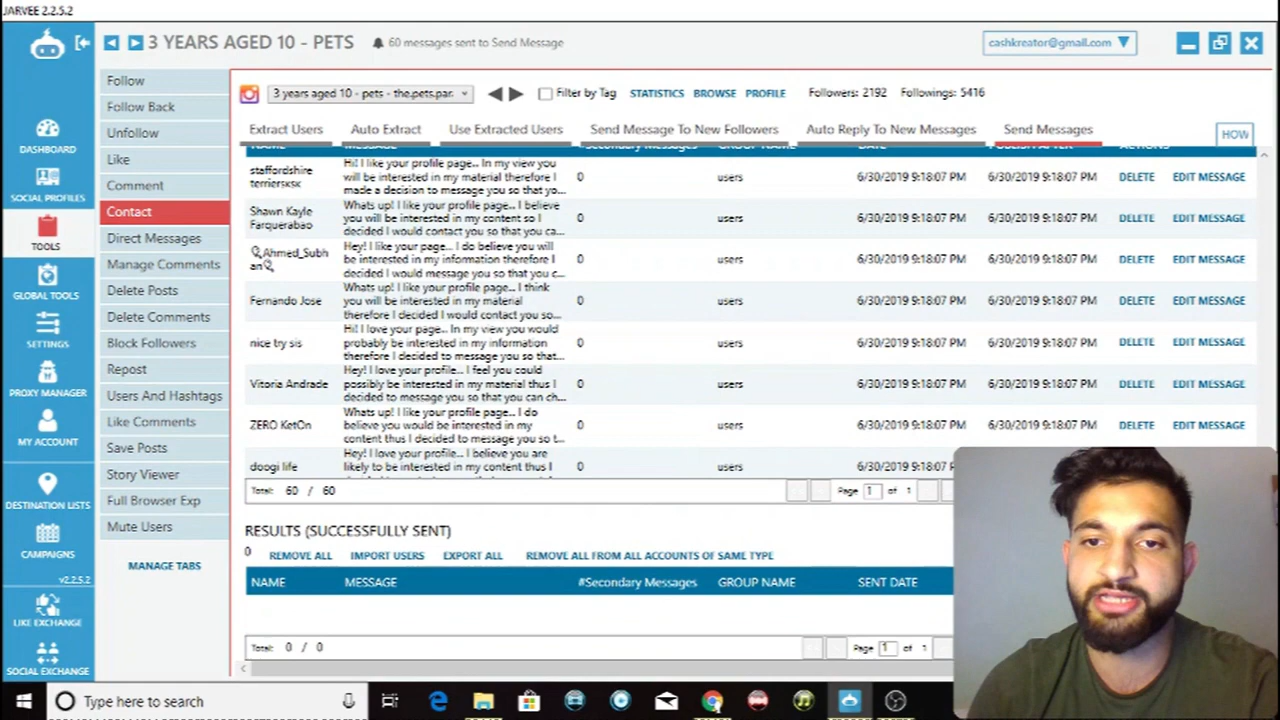 JARVEE 2.2.5.2
3 YEARS AGED 10 - PETS
60 messages sent to Send Message
cashkreator@gmail.com
DASHBOARD
SOCIAL PROFILES
TOOLS
GLOBAL TOOLS
SETTINGS
PROXY MANAGER
MY ACCOUNT
DESTINATION LISTS
CAMPAIGNS
v2.2.5.2
LIKE EXCHANGE
SOCIAL EXCHANGE
Follow
Follow Back
Unfollow
Like
Comment
Contact
Direct Messages
Manage Comments
Delete Posts
Delete Comments
Block Followers
Repost
Users And Hashtags
Like Comments
Save Posts
Story Viewer
Full Browser Exp
Mute Users
MANAGE TABS
3 years aged 10 - pets - the.pets.par
Filter by Tag STATISTICS BROWSE PROFILE Followers: 2192 Followings: 5416
Extract Users Auto Extract Use Extracted Users Send Message To New Followers Auto Reply To New Messages Send Messages HOW
NAME MESSAGE #Secondary Messages GROUP NAME DATE PUBLISH AFTER ACTIONS
staffordshire
terriersksk
Hi! I like your profile page... In my view you
will be interested in my material therefore I
made a decision to message you so that yo...
0 users 6/30/2019 9:18:07 PM 6/30/2019 9:18:07 PM DELETE EDIT MESSAGE
Shawn Kayle
Farquerabao
Whats up! I like your profile page... I believe
you will be interested in my content so I
decided I would contact you so you ca...
0 users 6/30/2019 9:18:07 PM 6/30/2019 9:18:07 PM DELETE EDIT MESSAGE
Ahmed_Subh
an
Hey! I like your page... I do believe you will
be interested in my information therefore I
decided I would message you so that you c...
0 users 6/30/2019 9:18:07 PM 6/30/2019 9:18:07 PM DELETE EDIT MESSAGE
Fernando Jose
Whats up! I like your profile page... I think
you will be interested in my material
therefore I decided I would contact you so...
0 users 6/30/2019 9:18:07 PM 6/30/2019 9:18:07 PM DELETE EDIT MESSAGE
nice try sis
Hi! I love your page... In my view you would
probably be interested in my information
therefore I decided to message you so that...
0 users 6/30/2019 9:18:07 PM 6/30/2019 9:18:07 PM DELETE EDIT MESSAGE
Vitoria Andrade
Hey! I love your profile... I feel you could
possibly be interested in my material thus I
decided to message you so that you can ch...
0 users 6/30/2019 9:18:07 PM 6/30/2019 9:18:07 PM DELETE EDIT MESSAGE
ZERO KetOn
Whats up! I like your profile page... I do
believe you would be interested in my
content thus I decided to message you so t...
0 users 6/30/2019 9:18:07 PM 6/30/2019 9:18:07 PM DELETE EDIT MESSAGE
doogi life
Hey! I love your profile... I believe you are
likely to be interested in my content thus I
0 users 6/30/2019 9:18:07
Total: 60 / 60 Page 1 of 1
RESULTS (SUCCESSFULLY SENT)
0 REMOVE ALL IMPORT USERS EXPORT ALL REMOVE ALL FROM ALL ACCOUNTS OF SAME TYPE
NAME MESSAGE #Secondary Messages GROUP NAME SENT DATE
Total: 0 / 0 Page 1 of 1
Type here to search